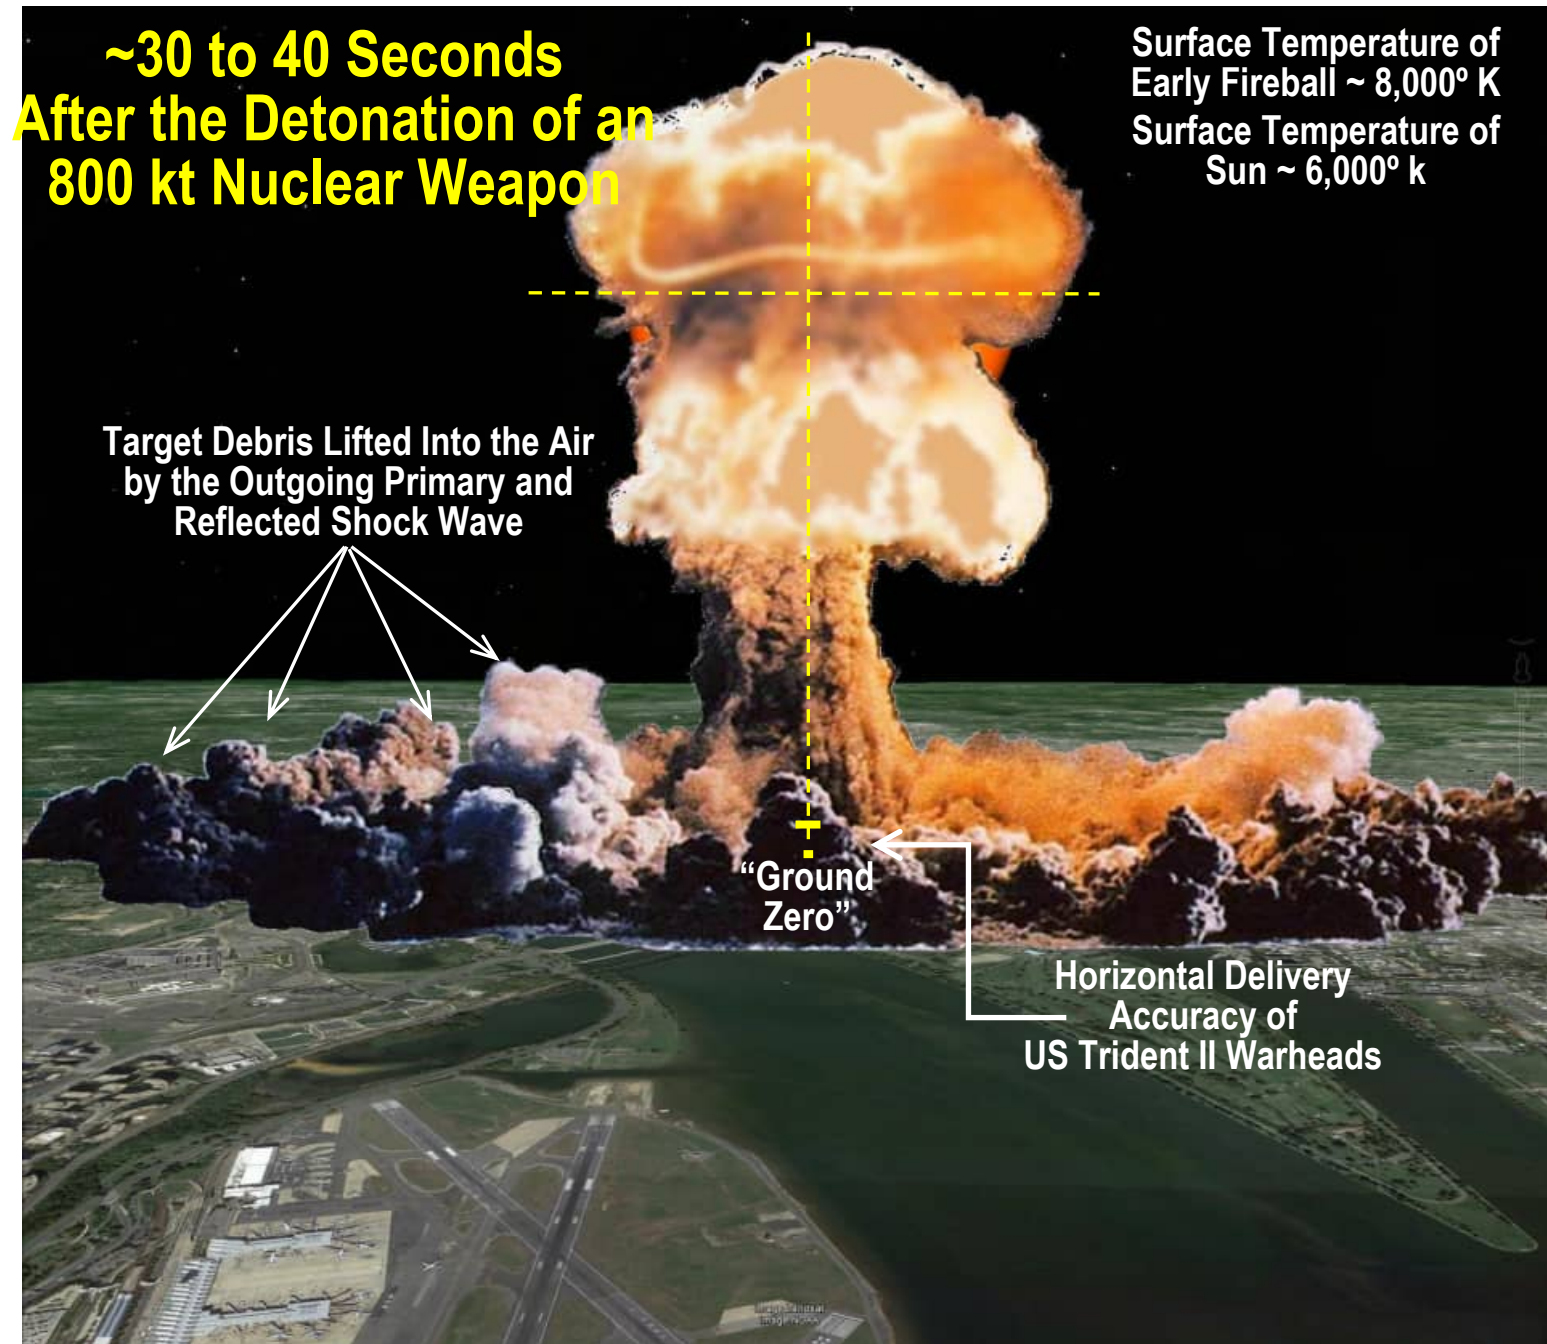 ~30 to 40 Seconds
After the Detonation of an
800 kt Nuclear Weapon
Surface Temperature of
Early Fireball ~ 8,000º K
Surface Temperature of
Sun ~ 6,000º k
Target Debris Lifted Into the Air
by the Outgoing Primary and
Reflected Shock Wave
“Ground
Zero”
Horizontal Delivery
Accuracy of
US Trident II Warheads